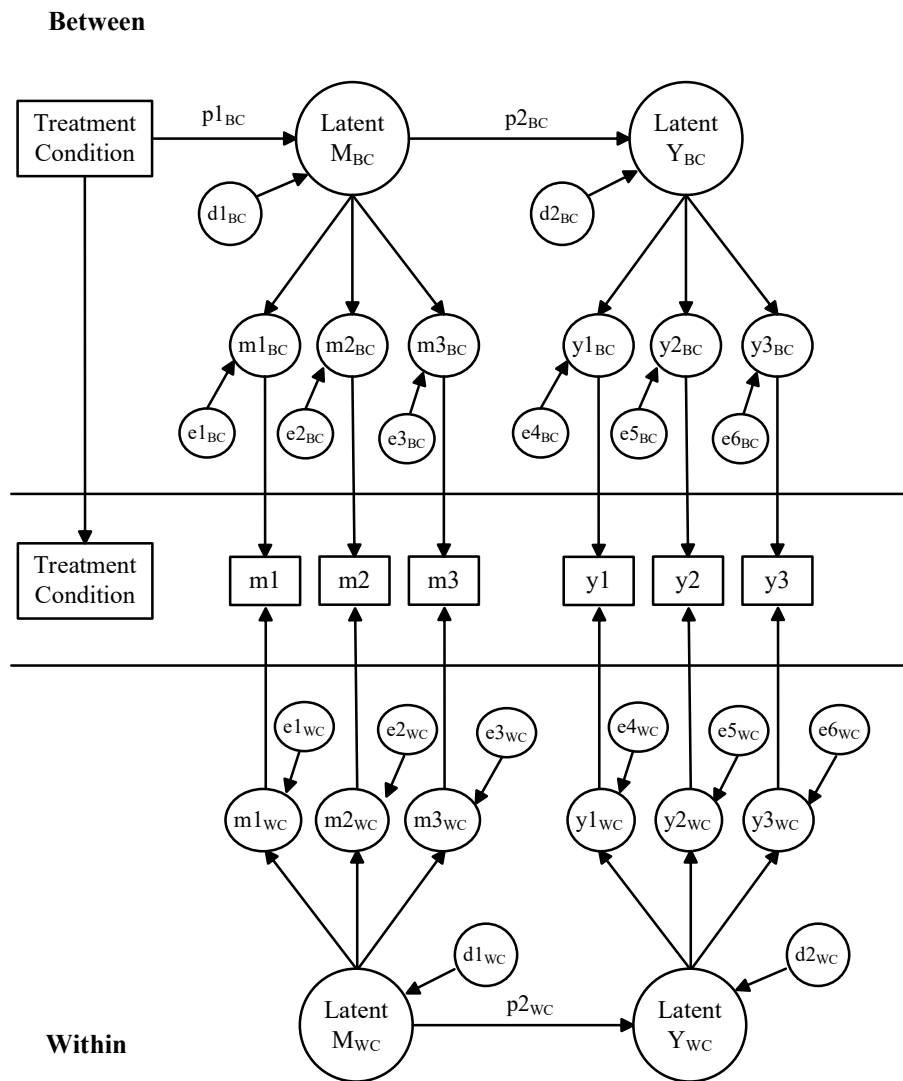 Between
Treatment
Condition
p1BC
Latent
MBC
p2BC
Latent
YBC
d1BC
d2BC
m1BC
m2BC
m3BC
y1BC
y2BC
y3BC
e1BC
e2BC
e3BC
e4BC
e5BC
e6BC
Treatment
Condition
m1
m2
m3
y1
y2
y3
e1WC
e2WC
e3WC
e4WC
e5WC
e6WC
m1WC
m2WC
m3WC
y1WC
y2WC
y3WC
d1WC
d2WC
Latent
MWC
p2WC
Latent
YWC
Within